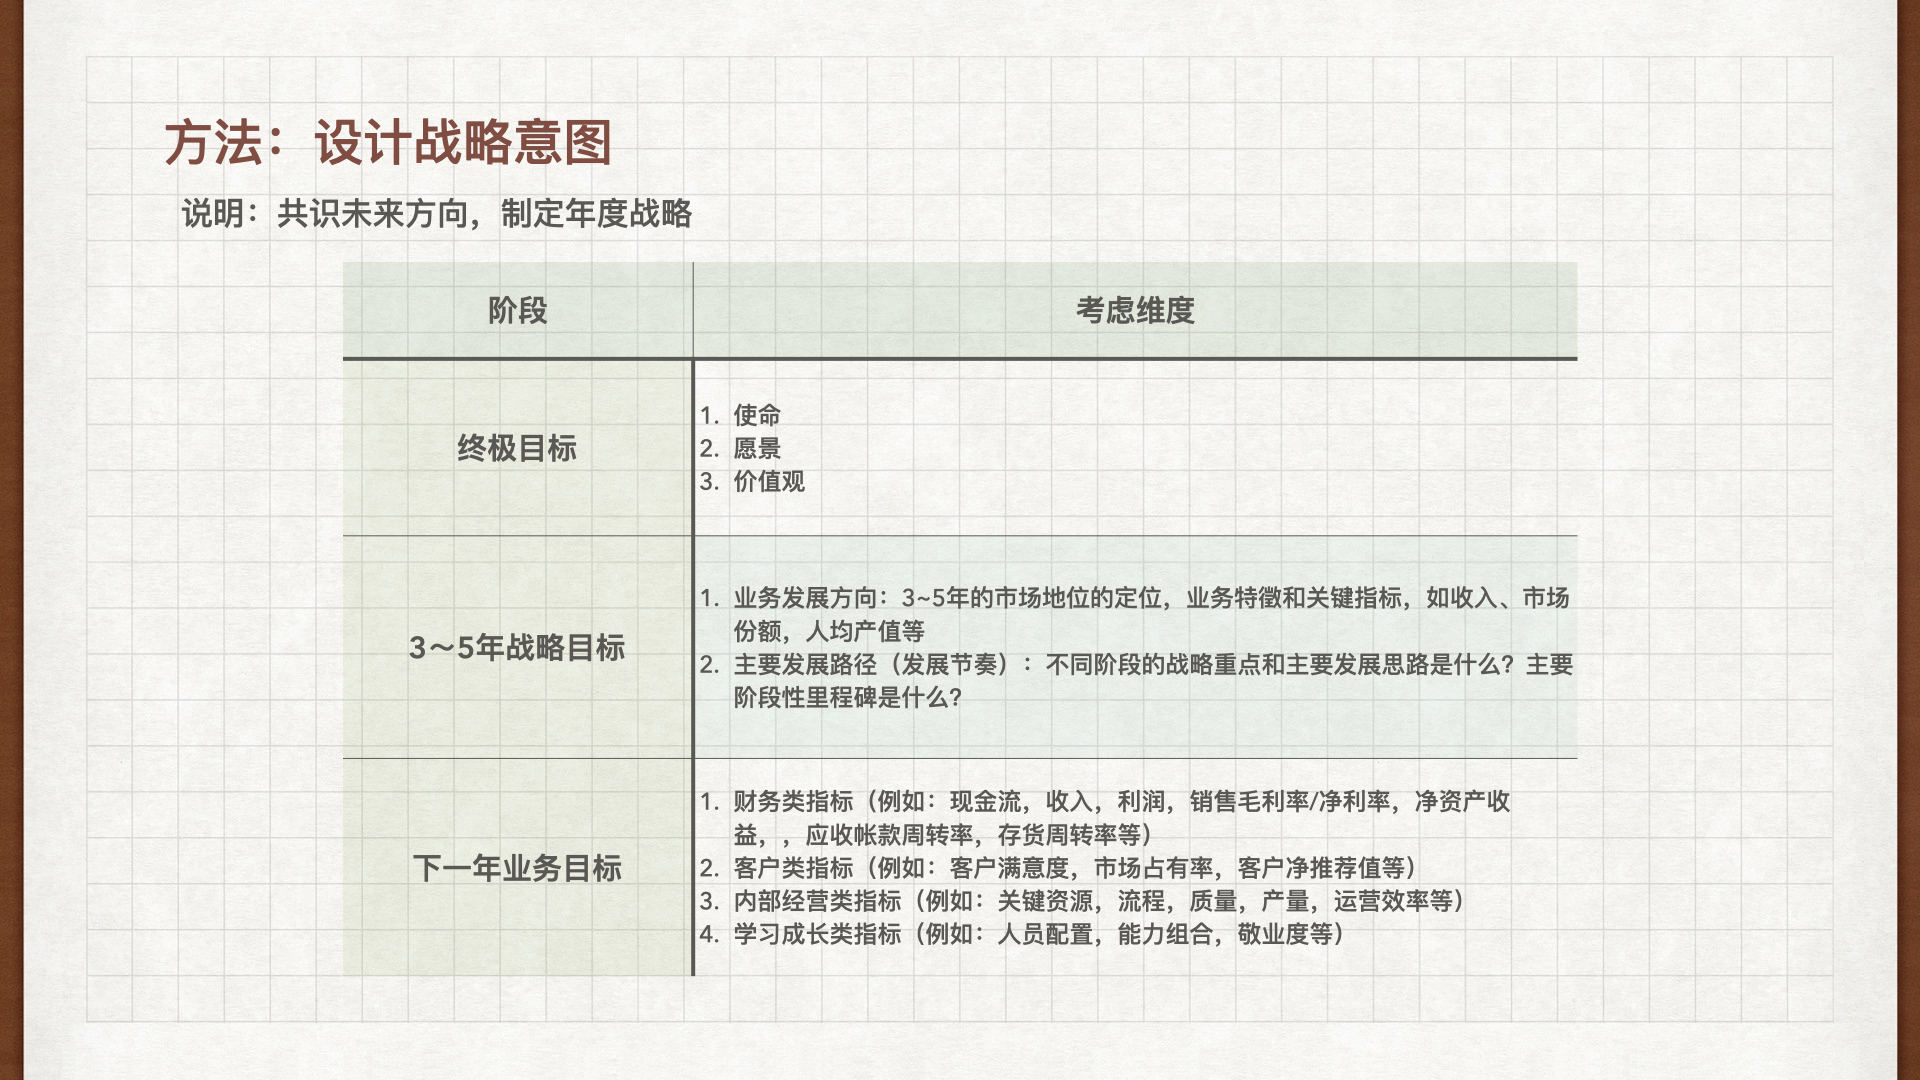 方法：设计战略意图
说明：共识未来方向，制定年度战略
阶段
考虑维度
终极目标
1. 使命
2. 愿景
3. 价值观
3～5年战略目标
1. 业务发展方向：3~5年的市场地位的定位，业务特徵和关键指标，如收入、市场
份额，人均产值等
2. 主要发展路径（发展节奏）：不同阶段的战略重点和主要发展思路是什么？主要
阶段性里程碑是什么？
下一年业务目标
1. 财务类指标（例如：现金流，收入，利润，销售毛利率/净利率，净资产收
益，，应收帐款周转率，存货周转率等）
2. 客户类指标（例如：客户满意度，市场占有率，客户净推荐值等）
3. 内部经营类指标（例如：关键资源，流程，质量，产量，运营效率等）
4. 学习成长类指标（例如：人员配置，能力组合，敬业度等）